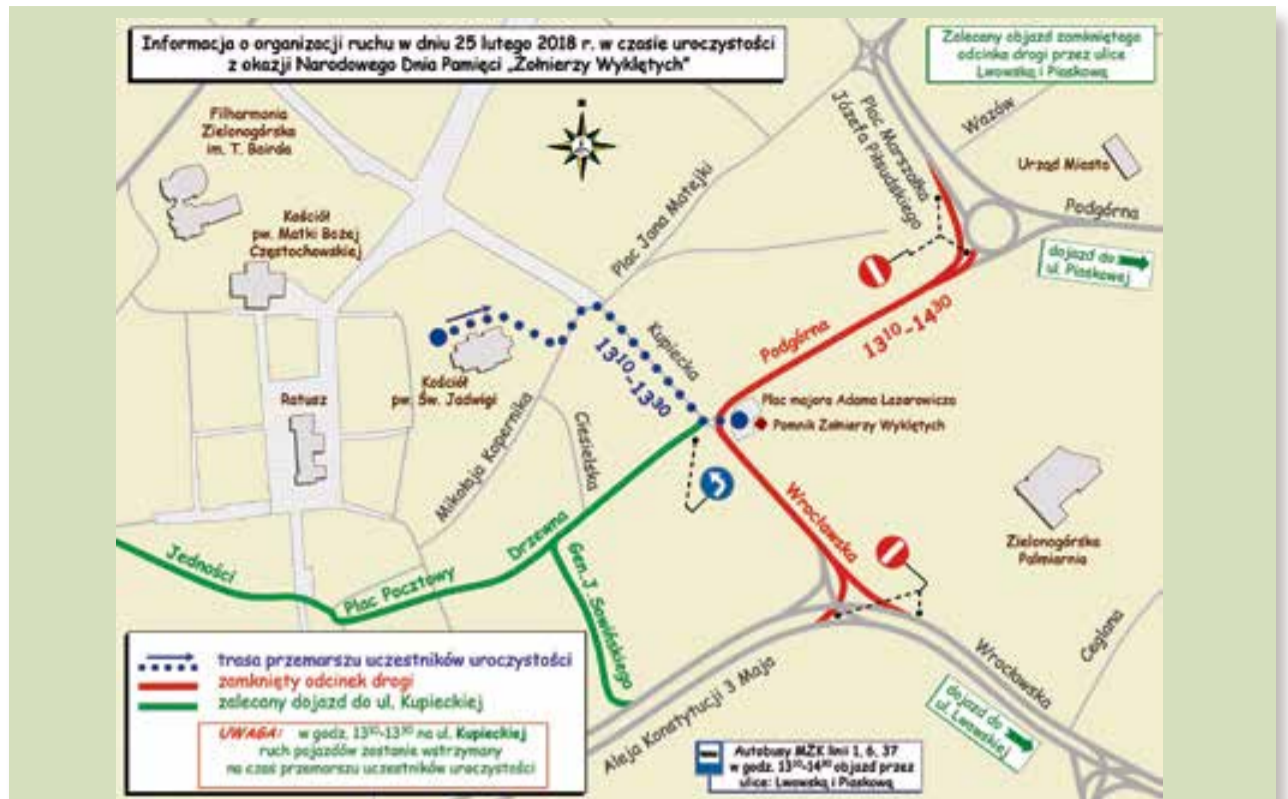 Informacja o organizacji ruchu w dniu 25 lutego 2018 r. w czasie uroczystości
z okazji Narodowego Dnia Pamięci „Żołnierzy Wyklętych”
Zalecany objazd zamkniętego
odcinka drogi przez ulice
Lwowską i Piaskową
Filharmonia
Zielonogórska
im. T. Bairda
Plac Marszałka
Józefa Piłsudskiego
Wazów
Urząd Miasta
Podgórna
Kościół
pw. Matki Bożej
Częstochowskiej
Plac Jana Matejki
dojazd do
ul. Piaskowej
Podgórna
13¹⁰-14³⁰
Kupiecka
13¹⁰-13³⁰
Kościół
pw. Św. Jadwigi
Ratusz
Plac majora Adama Lazarowicza
Pomnik Żołnierzy Wyklętych
Mikołaja Kopernika
Ciesielska
Wrocławska
Zielonogórska
Palmiarnia
Drzewna
Jedności
Plac Pocztowy
Gen. J. Sowińskiego
Ceglana
Wrocławska
Aleja Konstytucji 3 Maja
dojazd do
ul. Lwowskiej
trasa przemarszu uczestników uroczystości
zamknięty odcinek drogi
zalecany dojazd do ul. Kupieckiej
UWAGA: w godz. 13¹⁰-13³⁰ na ul. Kupieckiej
ruch pojazdów zostanie wstrzymany
na czas przemarszu uczestników uroczystości
Autobusy MZK linii 1, 6, 37
w godz. 13¹⁰-14³⁰ objazd przez
ulice: Lwowską i Piaskową